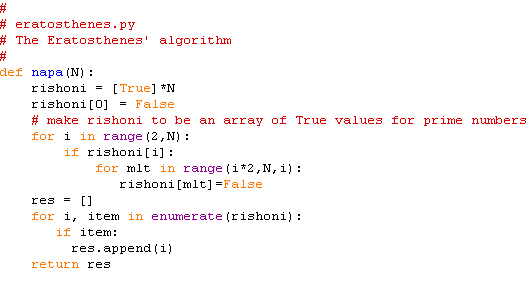 #
# eratosthenes.py
# The Eratosthenes' algorithm
#
def napa(N):
    rishoni = [True]*N
    rishoni[0] = False
    # make rishoni to be an array of True values for prime numbers
    for i in range(2,N):
        if rishoni[i]:
            for mlt in range(i*2,N,i):
               rishoni[mlt]=False
    res = []
    for i, item in enumerate(rishoni):
       if item:
         res.append(i)
    return res